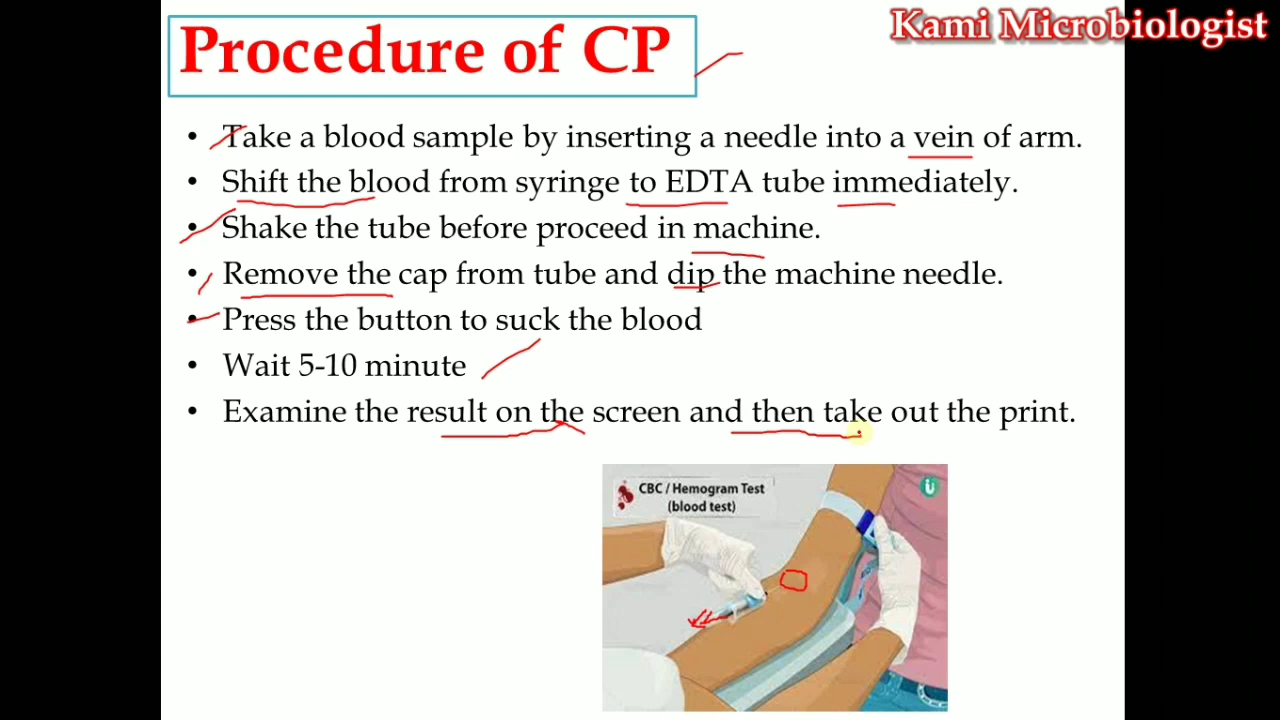 Kami Microbiologist
Procedure of CP
• Take a blood sample by inserting a needle into a vein of arm.
• Shift the blood from syringe to EDTA tube immediately.
• Shake the tube before proceed in machine.
• Remove the cap from tube and dip the machine needle.
• Press the button to suck the blood
• Wait 5-10 minute
• Examine the result on the screen and then take out the print.
CBC / Hemogram Test
(blood test)